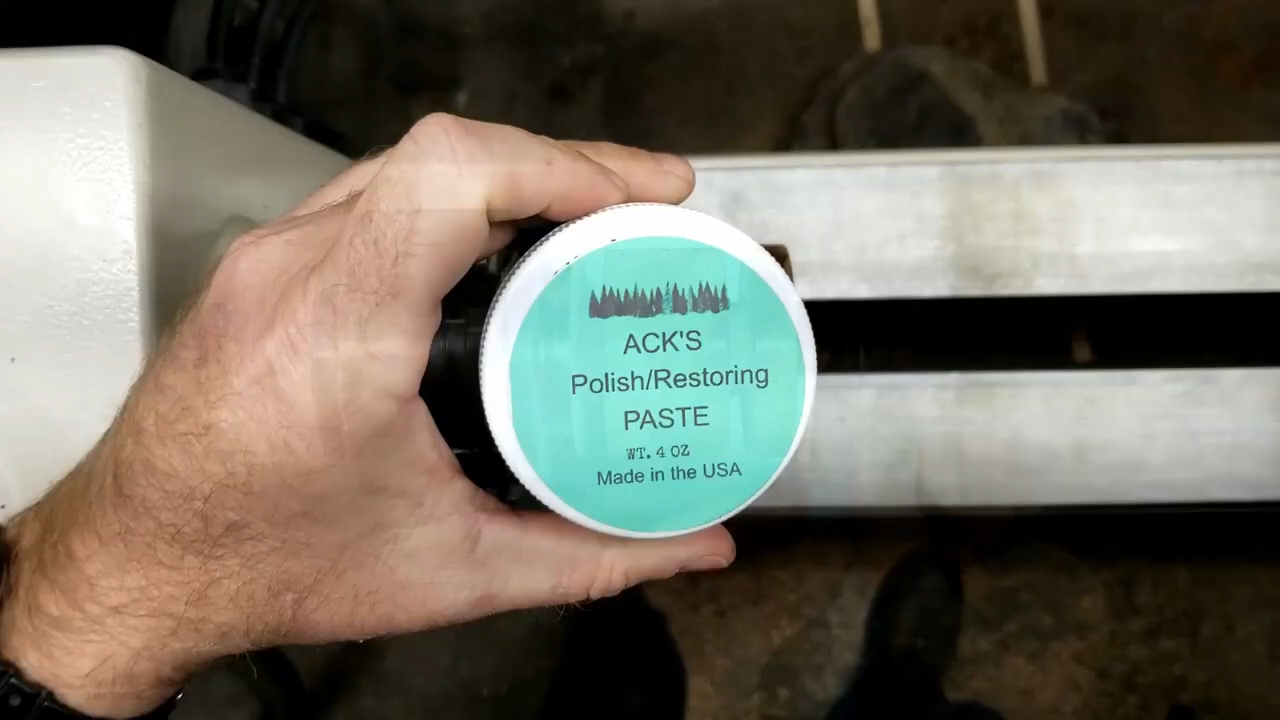 ACK'S
Polish/Restoring
PASTE
WT. 4 OZ
Made in the USA